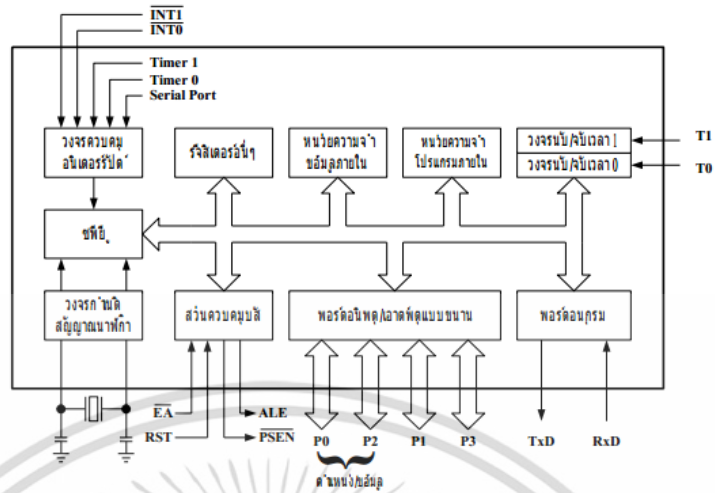 INT1
INT0
Timer 1
Timer 0
Serial Port
วงจรควบคุม
อินเตอร์รัปต์
รีจิสเตอร์อื่นๆ
หน่วยความจำ
ข้อมูลภายใน
หน่วยความจำ
โปรแกรมภายใน
วงจรนับ/จับเวลา 1
วงจรนับ/จับเวลา 0
T1
T0
ซีพียู
วงจรกำเนิด
สัญญาณนาฬิกา
ส่วนควบคุมบัส
พอร์ตอินพุต/เอาต์พุตแบบขนาน
พอร์ตอนุกรม
EA
ALE
RST
PSEN
P0
P2
P1
P3
TxD
RxD
ตำแหน่ง/ข้อมูล